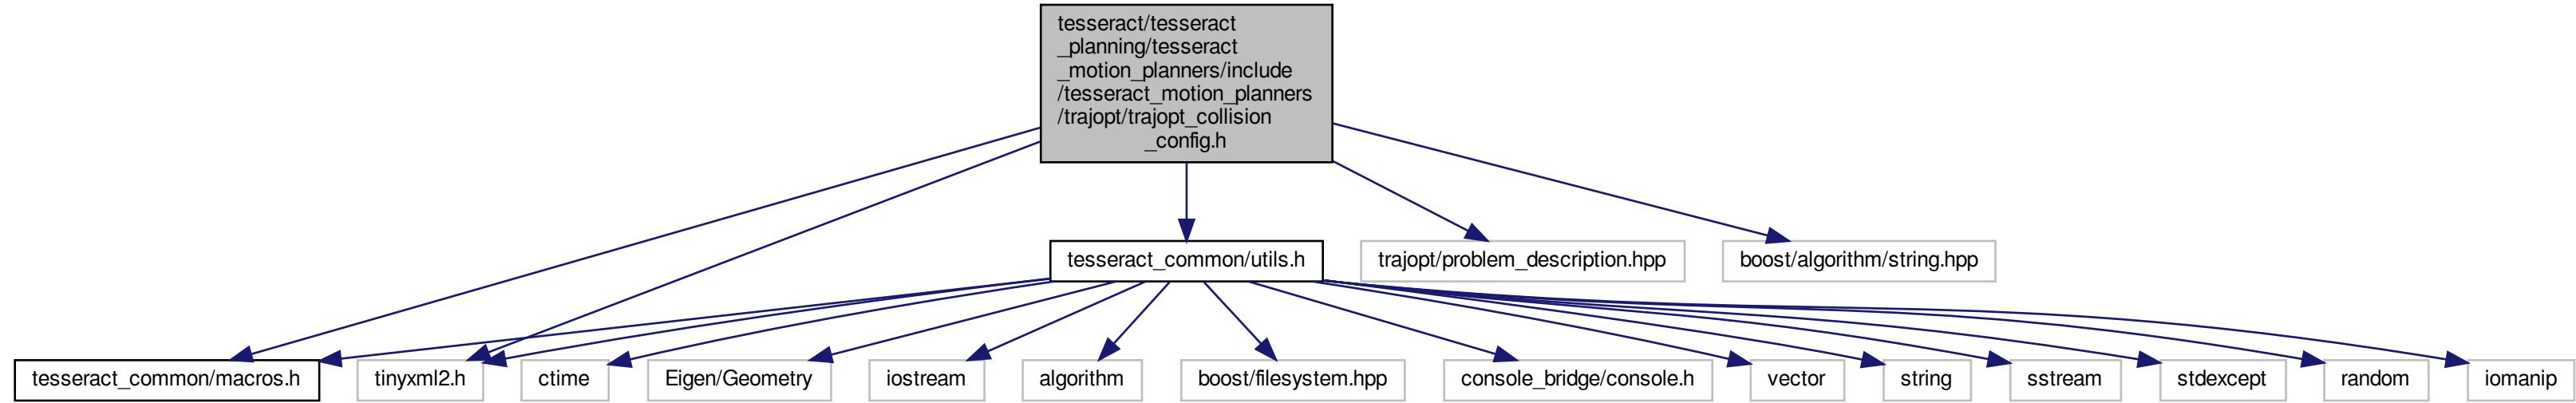 tesseract/tesseract
_planning/tesseract
_motion_planners/include
/tesseract_motion_planners
/trajopt/trajopt_collision
_config.h
tesseract_common/utils.h
trajopt/problem_description.hpp
boost/algorithm/string.hpp
tesseract_common/macros.h
tinyxml2.h
ctime
Eigen/Geometry
iostream
algorithm
boost/filesystem.hpp
console_bridge/console.h
vector
string
sstream
stdexcept
random
iomanip